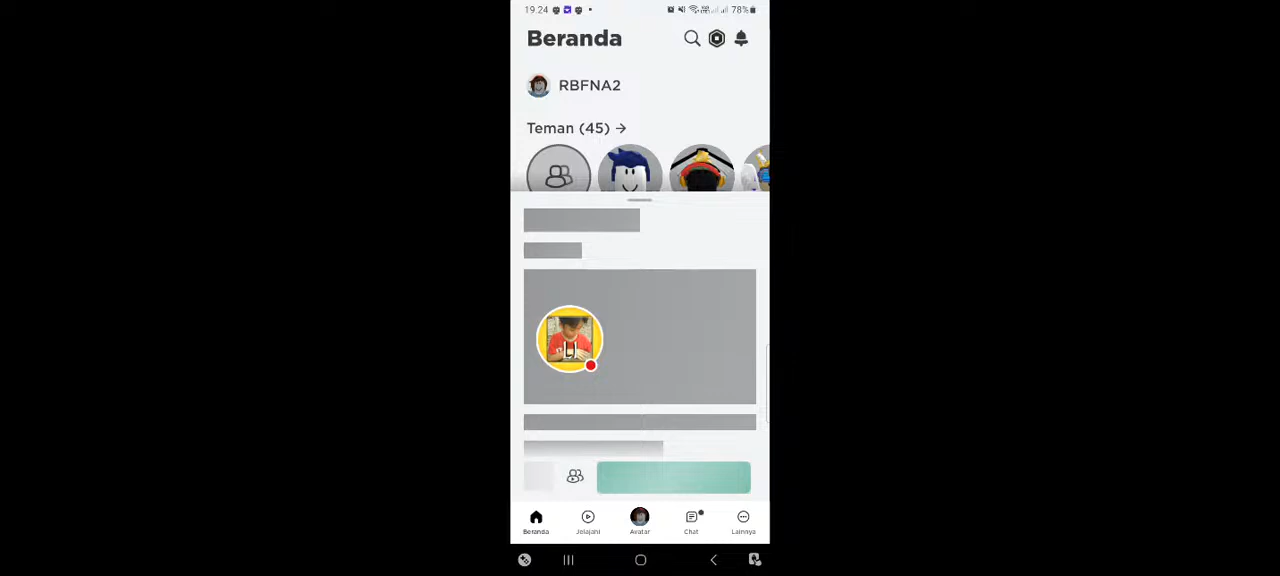 19.24
78%
Beranda
RBFNA2
Teman (45) →
Beranda
Jelajahi
Avatar
Chat
Lainnya